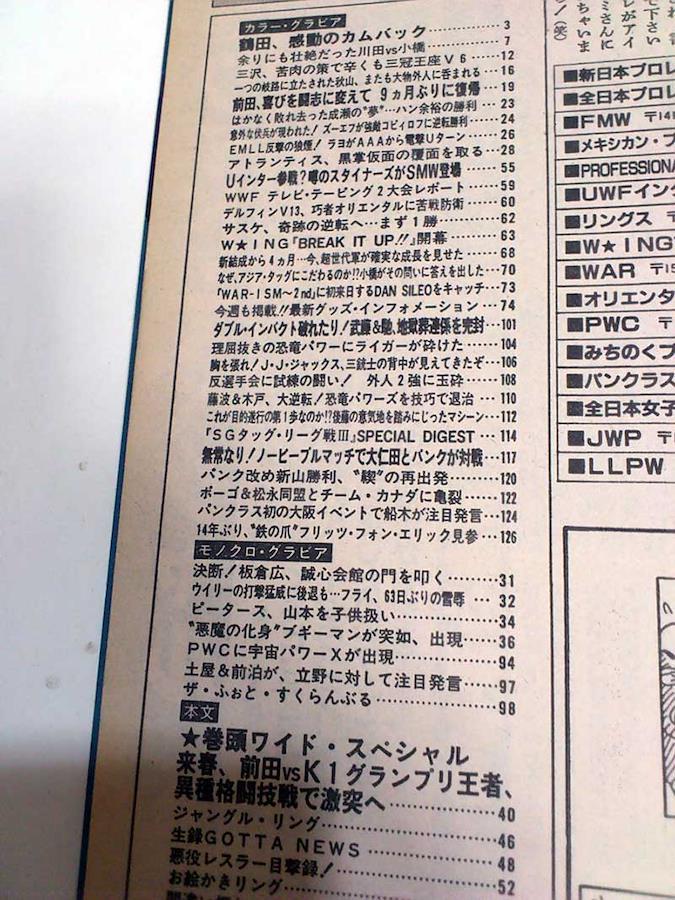 カラー・グラビア
鶴田、感動のカムバック………3
余りにも壮絶だった川田vs小橋………7
三沢、苦肉の策で辛くも三冠王座V6………12
一つの岐路に立たされた秋山、またも大物外人に呑まれる……16
前田、喜びを闘志に変えて 9ヵ月ぶりに復帰……19
はかなく敗れ去った成瀬の“夢”…ハン余裕の勝利……23
意外な伏兵が現われた!ズーエフが強敵コピィロフに逆転勝利……24
EMLL反撃の狼煙!ラヨがAAAから電撃Uターン……26
アトランティス、黒掌仮面の覆面を取る……28
Uインター参戦?噂のスタイナーズがSMW登場……55
WWF テレビ・テーピング2大会レポート……59
デルフィンV13、巧者オリエンタルに苦戦防衛……60
サスケ、奇跡の逆転へ…まず1勝………62
W★ING『BREAK IT UP!!』開幕………63
新結成から4ヵ月…今、超世代軍が確実な成長を見せた……68
なぜ、アジア・タッグにこだわるのか!?小橋がその問いに答えを出した…70
「WAR-ISM〜2nd」に初来日するDAN SILEOをキャッチ…73
今週も掲載!!最新グッズ・インフォメーション……74
ダブル・インパクト破れたり!武藤&馳、地獄葬連係を完封…101
理屈抜きの恐竜パワーにライガーが砕けた……104
胸を張れ!J・J・ジャックス、三銃士の背中が見えてきたぞ…106
反選手会に試練の闘い! 外人2強に玉砕……108
藤波&木戸、大逆転!恐竜パワーズを技巧で退治……110
これが目的遂行の第1歩なのか!?後藤の意気地を踏みにじったマシーン…112
『SGタッグ・リーグ戦III』SPECIAL DIGEST…114
無常なり!ノーピープルマッチで大仁田とバンクが対戦…117
バンク改め新山勝利、“禊”の再出発………120
ポーゴ&松永同盟とチーム・カナダに亀裂……122
パンクラス初の大阪イベントで船木が注目発言…124
14年ぶり、“鉄の爪”フリッツ・フォン・エリック見参…126
モノクロ・グラビア
決断!板倉広、誠心会館の門を叩く………31
ウイリーの打撃猛威に後退も…フライ、63日ぶりの雪辱…32
ピータース、山本を子供扱い…………34
“悪魔の化身”ブギーマンが突如、出現……36
PWCに宇宙パワーXが出現…………94
土屋&前泊が、立野に対して注目発言……97
ザ・ふぉと・すくらんぶる…………98
本文
★巻頭ワイド・スペシャル
来春、前田vsK1グランプリ王者、
異種格闘技戦で激突へ…………40
ジャングル・リング…………46
生録GOTTA NEWS…………48
悪役レスラー目撃録!…………52
お絵かきリング
■新日本プロレ
■全日本プロレ
■FMW 〒141
■メキシカン・プ
■PROFESSIONA
■UWFインタ
■リングス 〒
■W★ING
■WAR 〒15
■オリエンタ
■PWC 〒
■みちのくプ
■パンクラス
■全日本女子
■JWP 〒1
■LLPW